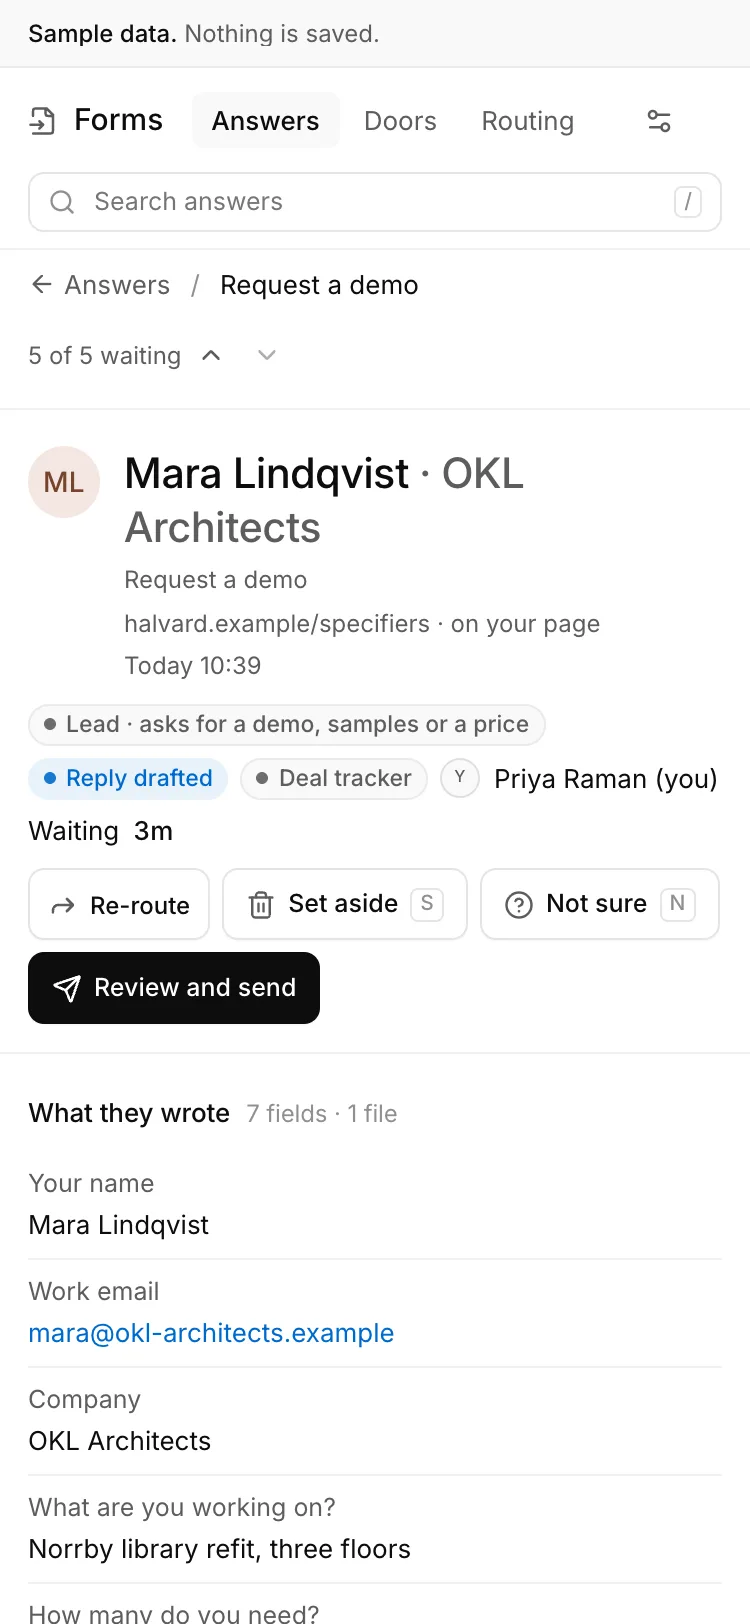 Sample data. Nothing is saved.
Forms Answers Doors Routing
Search answers /
Answers / Request a demo
5 of 5 waiting
ML
Mara Lindqvist · OKL
Architects
Request a demo
halvard.example/specifiers · on your page
Today 10:39
Lead · asks for a demo, samples or a price
Reply drafted Deal tracker Y Priya Raman (you)
Waiting 3m
Re-route Set aside S Not sure N
Review and send
What they wrote 7 fields · 1 file
Your name
Mara Lindqvist
Work email
mara@okl-architects.example
Company
OKL Architects
What are you working on?
Norrby library refit, three floors
How many do you need?